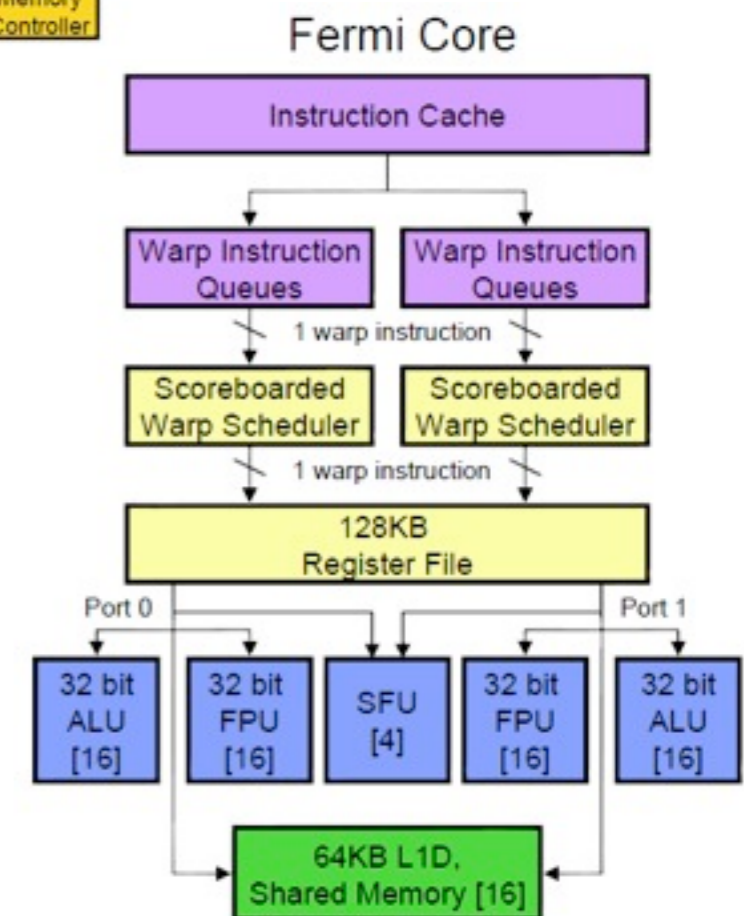 Memory
Controller
Fermi Core
Instruction Cache
Warp Instruction
Queues
Warp Instruction
Queues
1 warp instruction
Scoreboarded
Warp Scheduler
Scoreboarded
Warp Scheduler
1 warp instruction
128KB
Register File
Port 0
Port 1
32 bit
ALU
[16]
32 bit
FPU
[16]
SFU
[4]
32 bit
FPU
[16]
32 bit
ALU
[16]
64KB L1D,
Shared Memory [16]